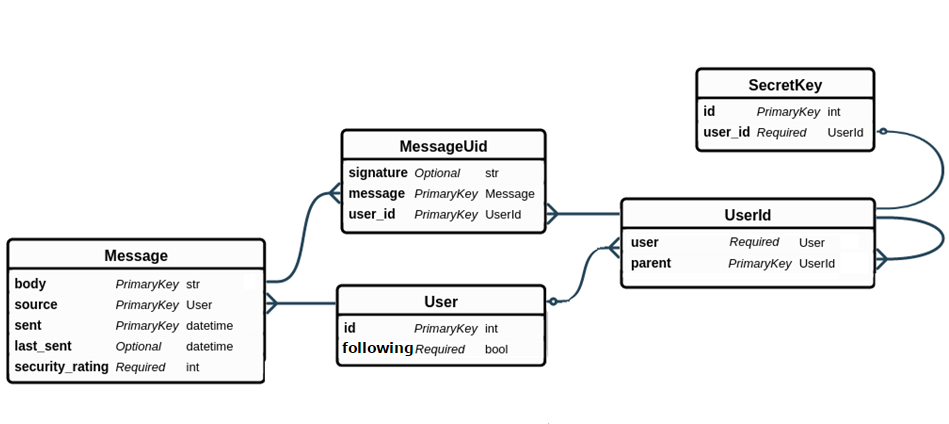 SecretKey
id PrimaryKey int
user_id Required UserId
MessageUid
signature Optional str
message PrimaryKey Message
user_id PrimaryKey UserId
UserId
user Required User
parent PrimaryKey UserId
Message
body PrimaryKey str
source PrimaryKey User
sent PrimaryKey datetime
last_sent Optional datetime
security_rating Required int
User
id PrimaryKey int
following Required bool